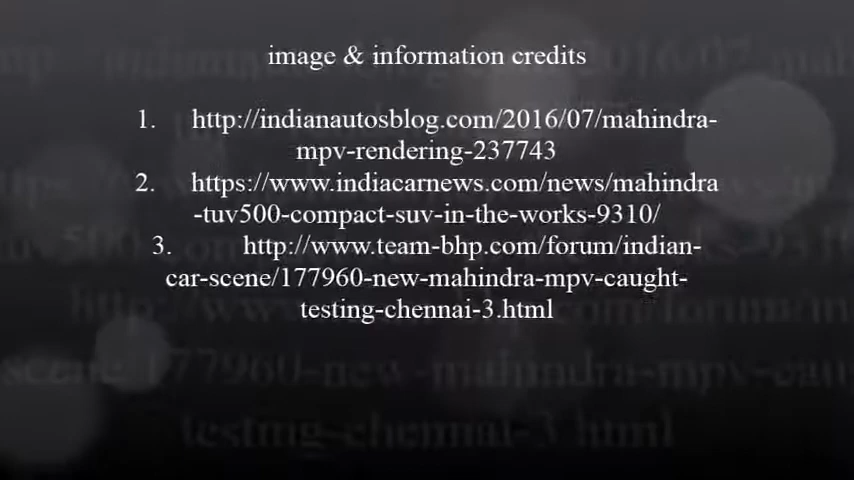 image & information credits
1. http://indianautosblog.com/2016/07/mahindra-
mpv-rendering-237743
2. https://www.indiacarnews.com/news/mahindra
-tuv500-compact-suv-in-the-works-9310/
3. http://www.team-bhp.com/forum/indian-
car-scene/177960-new-mahindra-mpv-caught-
testing-chennai-3.html